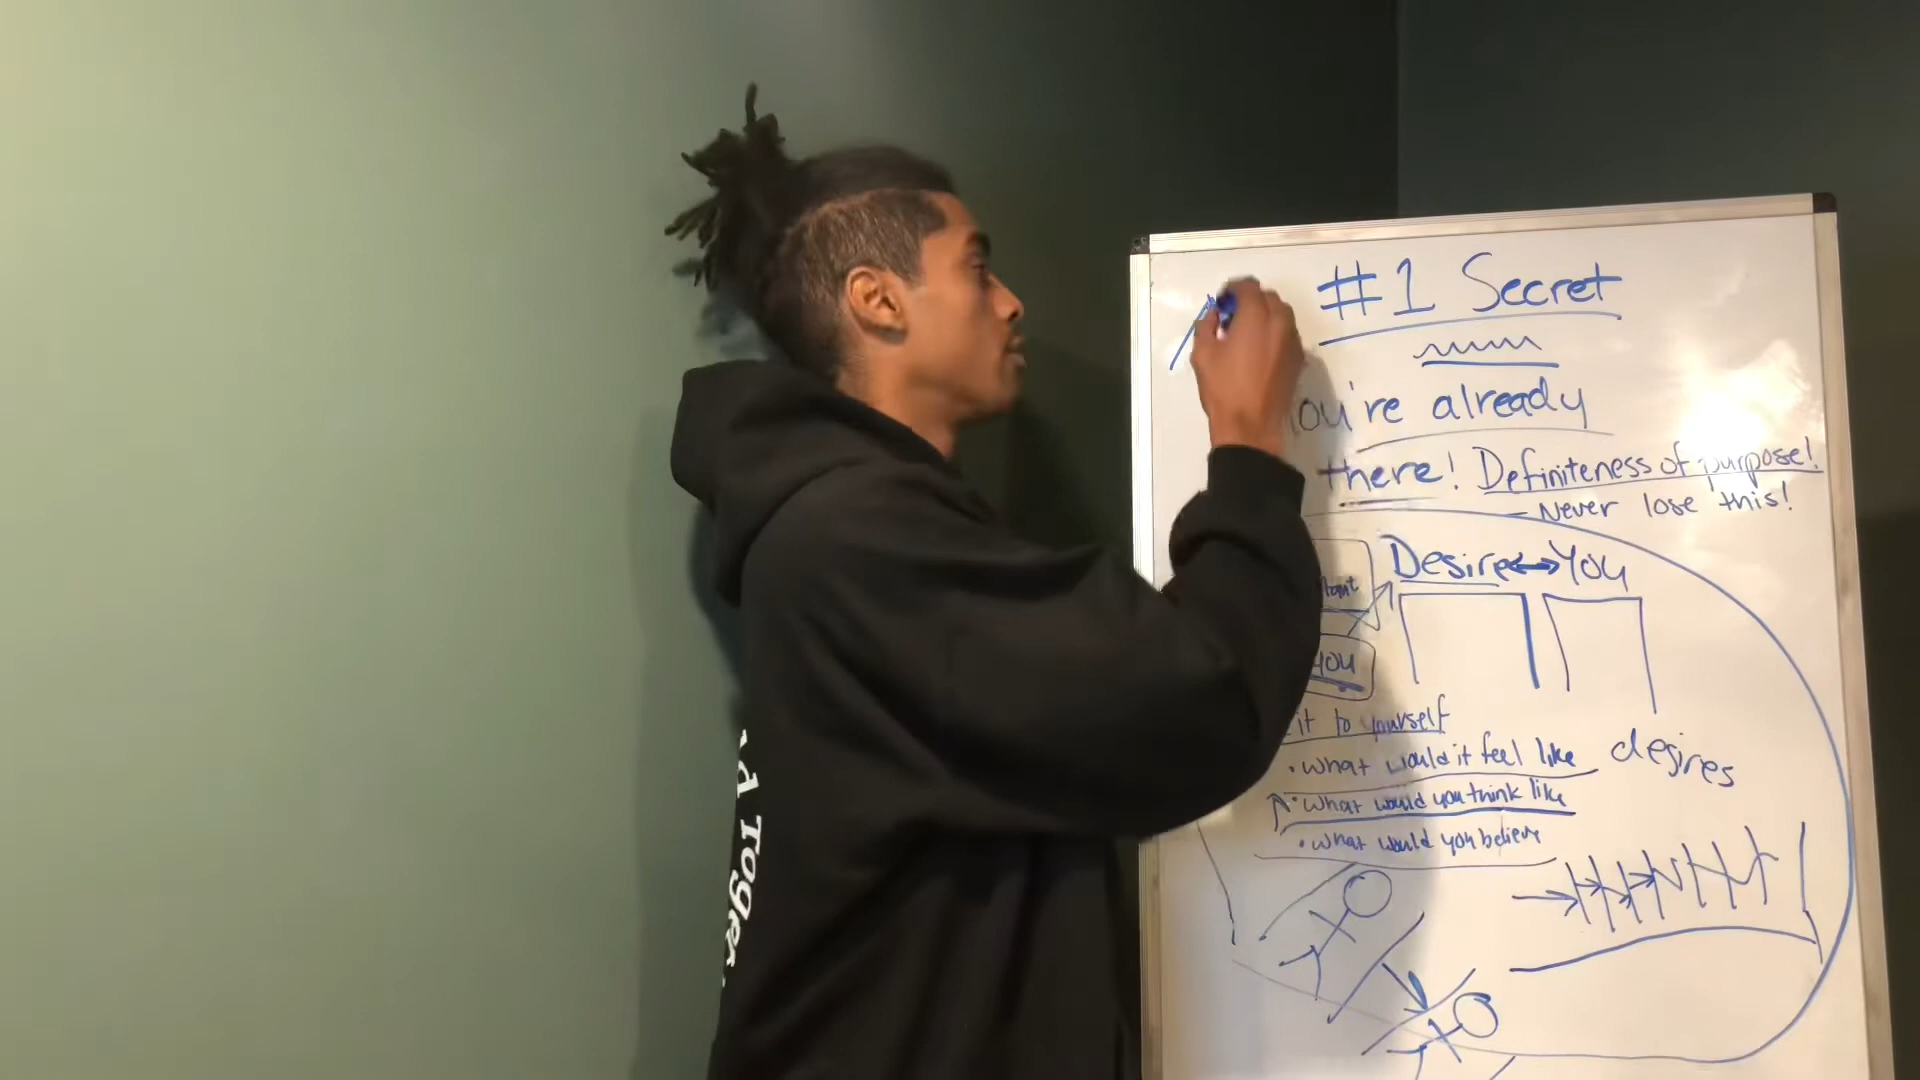 #1 Secret
ou're already
there! Definiteness of purpose!
- Never lose this!
Desire↔You
you
it to yourself
• what would it feel like
desires
• what would you think like
• what would you believe
Toge